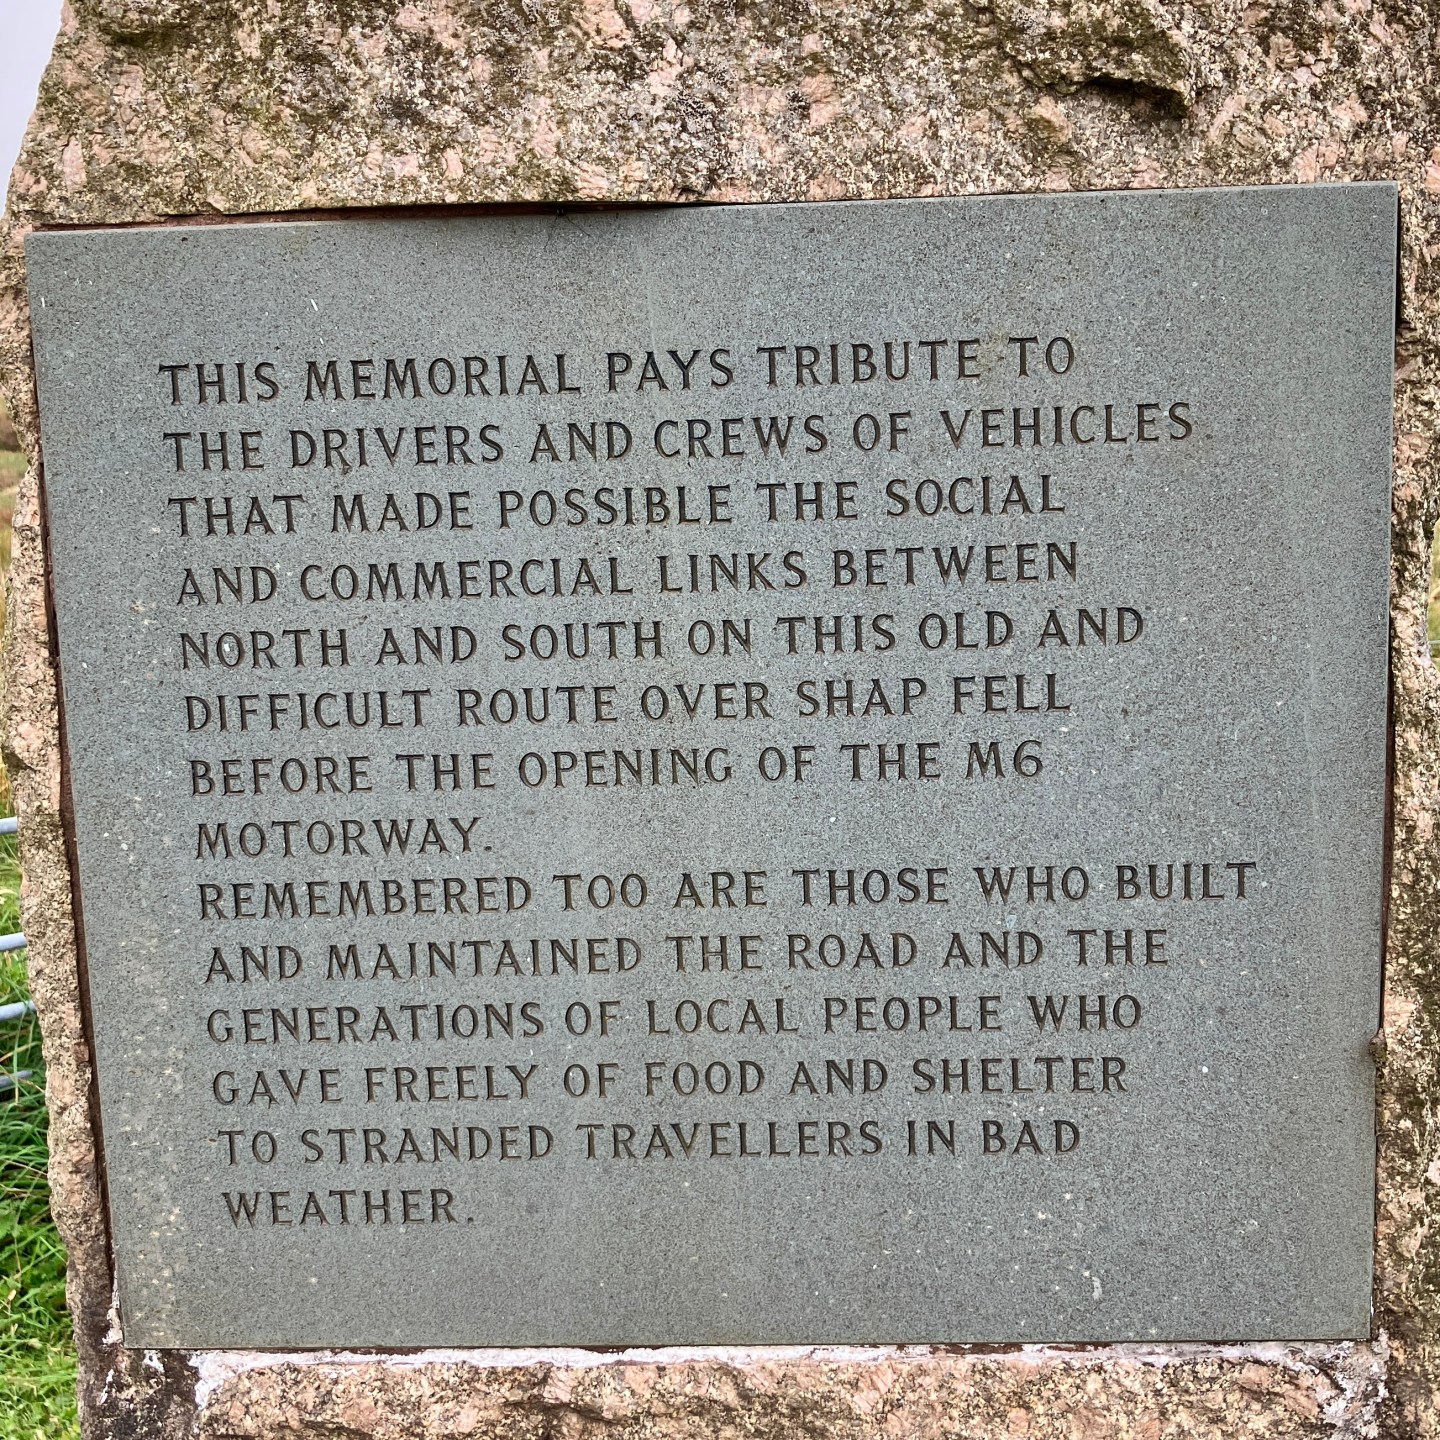 THIS MEMORIAL PAYS TRIBUTE TO
THE DRIVERS AND CREWS OF VEHICLES
THAT MADE POSSIBLE THE SOCIAL
AND COMMERCIAL LINKS BETWEEN
NORTH AND SOUTH ON THIS OLD AND
DIFFICULT ROUTE OVER SHAP FELL
BEFORE THE OPENING OF THE M6
MOTORWAY.
REMEMBERED TOO ARE THOSE WHO BUILT
AND MAINTAINED THE ROAD AND THE
GENERATIONS OF LOCAL PEOPLE WHO
GAVE FREELY OF FOOD AND SHELTER
TO STRANDED TRAVELLERS IN BAD
WEATHER.